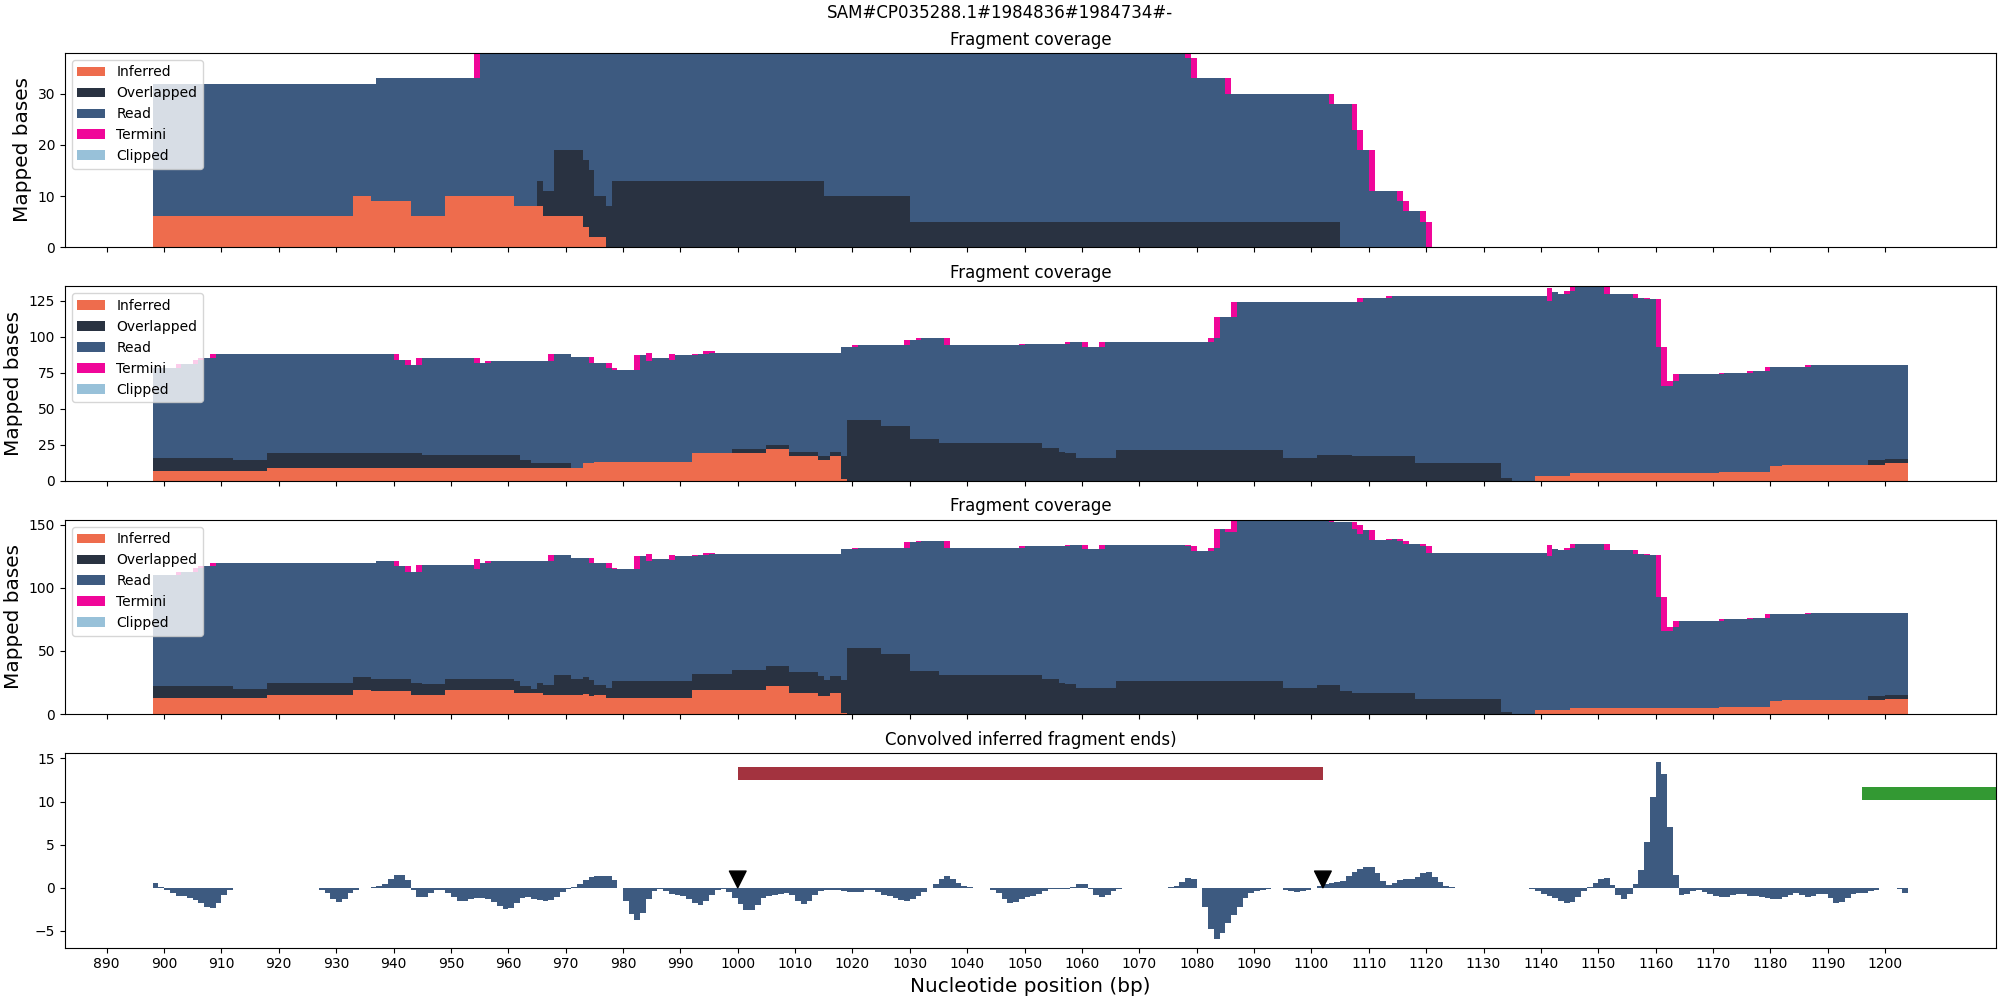 SAM#CP035288.1#1984836#1984734#-
Fragment coverage
Mapped bases
30
20
10
0
Inferred
Overlapped
Read
Termini
Clipped
Fragment coverage
Mapped bases
125
100
75
50
25
0
Inferred
Overlapped
Read
Termini
Clipped
Fragment coverage
Mapped bases
150
100
50
0
Inferred
Overlapped
Read
Termini
Clipped
Convolved inferred fragment ends)
15
10
5
0
−5
890 900 910 920 930 940 950 960 970 980 990 1000 1010 1020 1030 1040 1050 1060 1070 1080 1090 1100 1110 1120 1130 1140 1150 1160 1170 1180 1190 1200
Nucleotide position (bp)